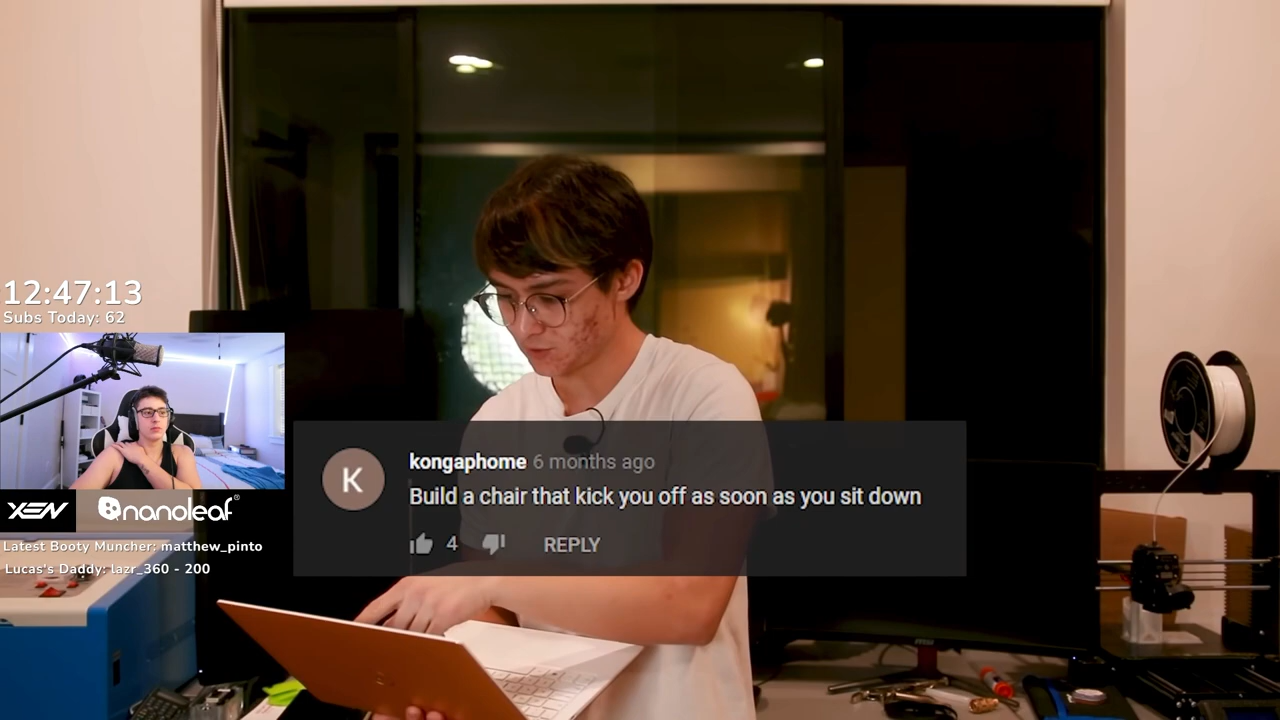 12:47:13
Subs Today: 62
XEN
nanoleaf®
Latest Booty Muncher: matthew_pinto
Lucas's Daddy: lazr_360 - 200
K
kongaphome 6 months ago
Build a chair that kick you off as soon as you sit down
4
REPLY